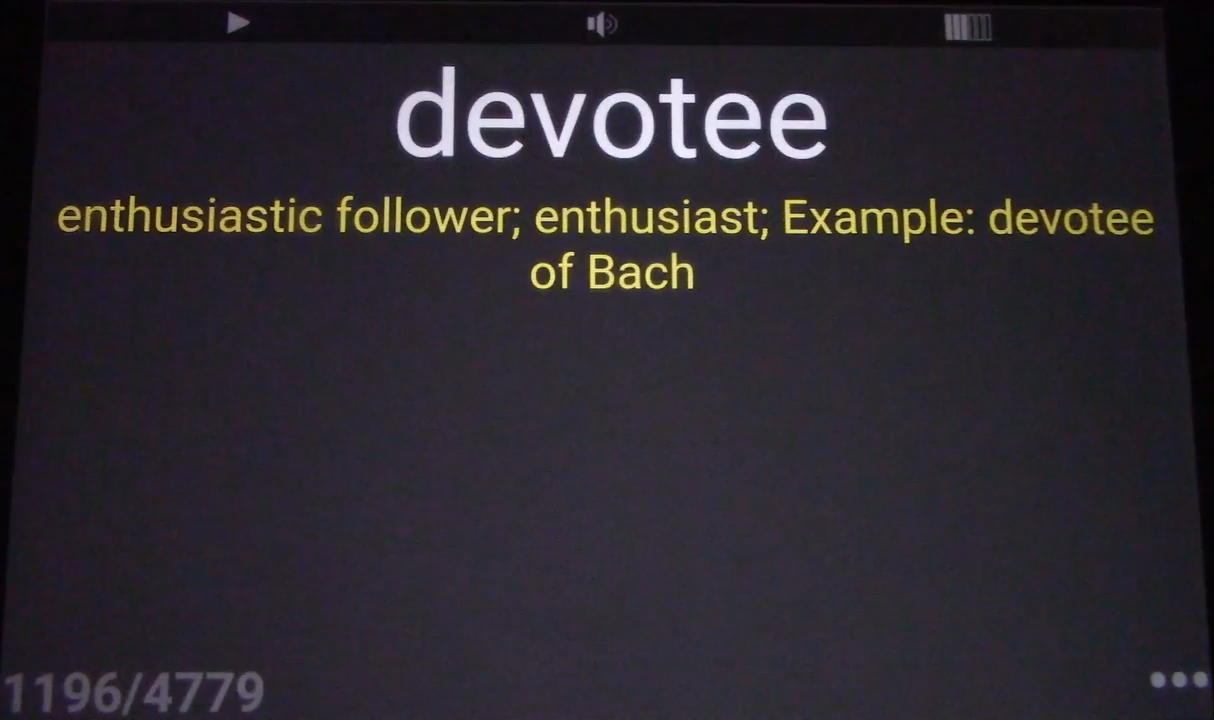 devotee
enthusiastic follower; enthusiast; Example: devotee
of Bach
1196/4779